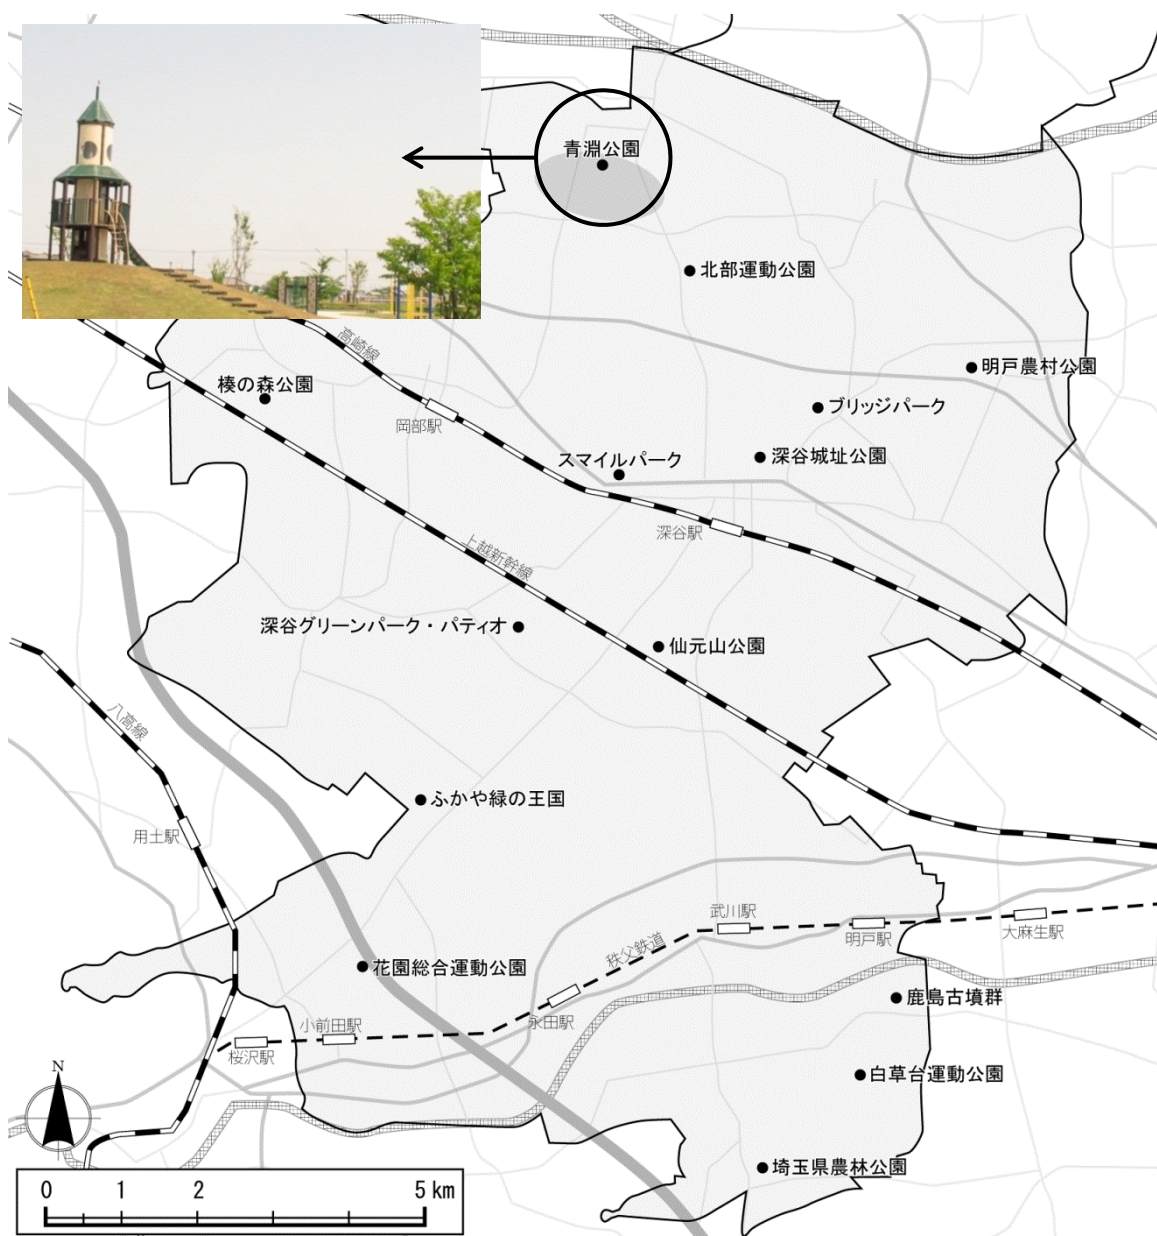 青淵公園
北部運動公園
高崎線
明戸農村公園
榛の森公園
ブリッジパーク
岡部駅
スマイルパーク
深谷城址公園
深谷駅
上越新幹線
深谷グリーンパーク・パティオ
仙元山公園
八高線
ふかや緑の王国
用土駅
武川駅
明戸駅
大麻生駅
秩父鉄道
花園総合運動公園
鹿島古墳群
小前田駅
永田駅
桜沢駅
N
白草台運動公園
埼玉県農林公園
0 1 2 5 km